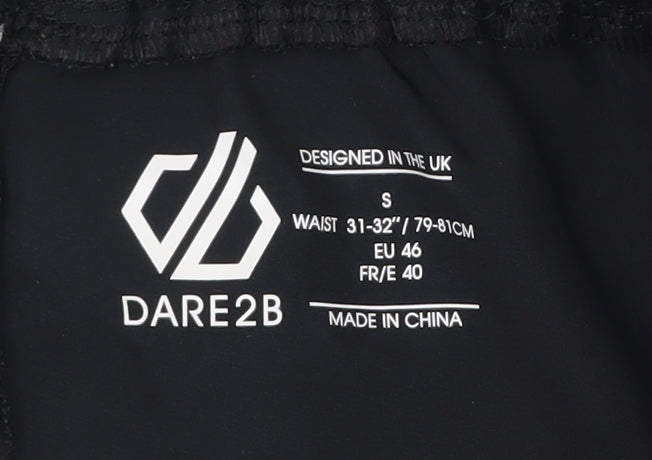 DESIGNED IN THE UK
S
WAIST 31-32"/ 79-81CM
EU 46
FR/E 40
DARE2B
MADE IN CHINA